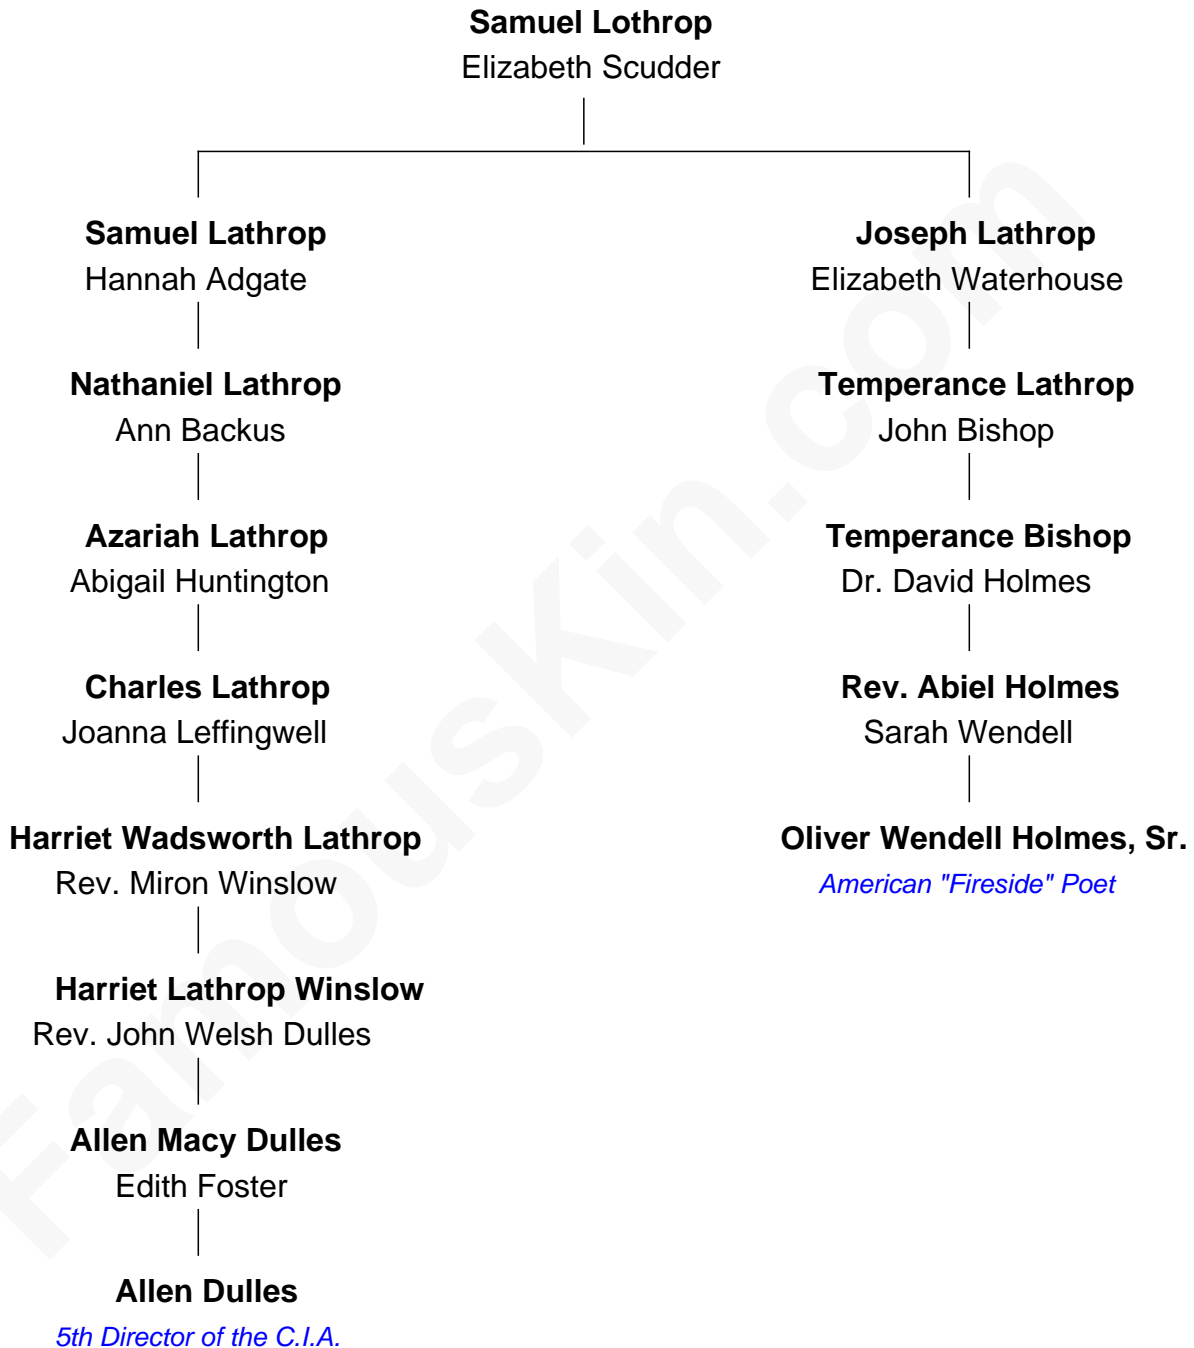 Samuel Lothrop
Elizabeth Scudder
Samuel Lathrop
Hannah Adgate
Nathaniel Lathrop
Ann Backus
Azariah Lathrop
Abigail Huntington
Charles Lathrop
Joanna Leffingwell
Harriet Wadsworth Lathrop
Rev. Miron Winslow
Harriet Lathrop Winslow
Rev. John Welsh Dulles
Allen Macy Dulles
Edith Foster
Allen Dulles
5th Director of the C.I.A.
Joseph Lathrop
Elizabeth Waterhouse
Temperance Lathrop
John Bishop
Temperance Bishop
Dr. David Holmes
Rev. Abiel Holmes
Sarah Wendell
Oliver Wendell Holmes, Sr.
American "Fireside" Poet
FamousKin.com